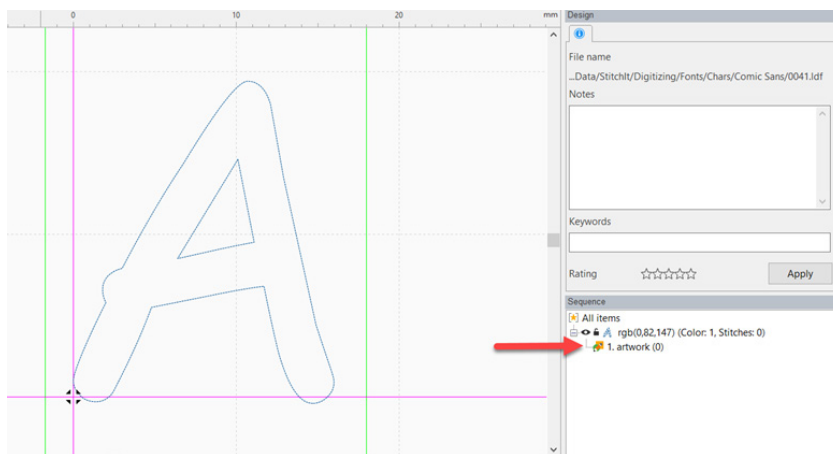 0 10 20 mm
Design
File name
...Data/StitchIt/Digitizing/Fonts/Chars/Comic Sans/0041.ldf
Notes
Keywords
Rating Apply
Sequence
All items
rgb(0,82,147) (Color: 1, Stitches: 0)
1. artwork (0)
A